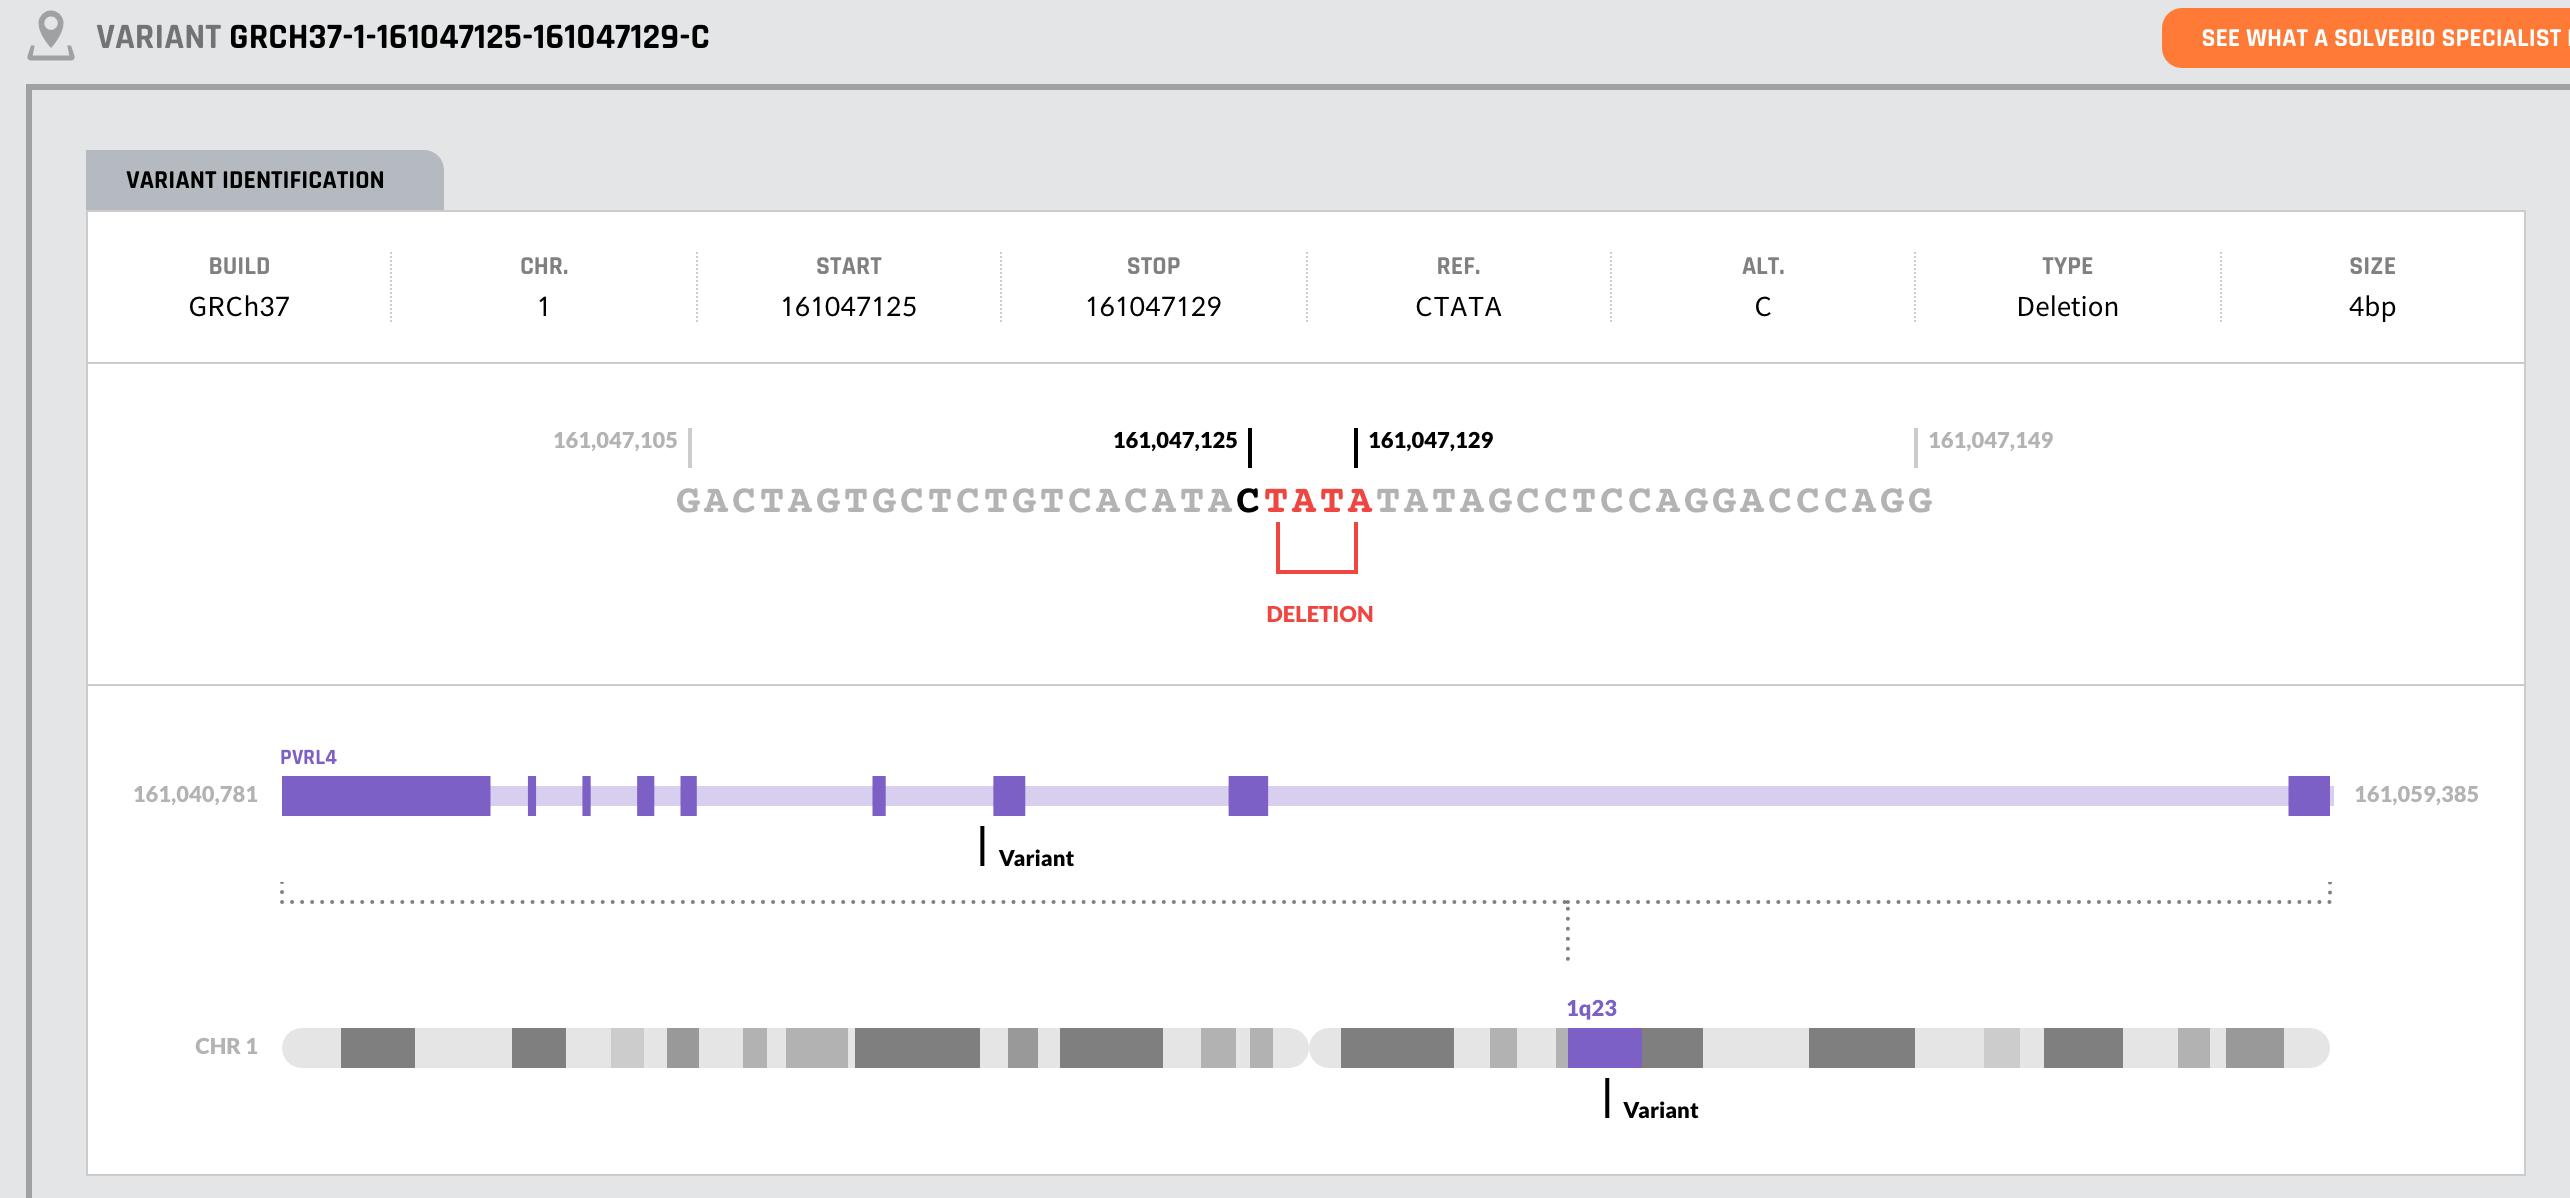 VARIANT GRCH37-1-161047125-161047129-C
SEE WHAT A SOLVEBIO SPECIALIST
VARIANT IDENTIFICATION
BUILD CHR. START STOP REF. ALT. TYPE SIZE
GRCh37 1 161047125 161047129 CTATA C Deletion 4bp
161,047,105 161,047,125 161,047,129 161,047,149
GACTAGTGCTCTGTCACATACTATATATAGCCTCCAGGACCCAGG
DELETION
PVRL4
161,040,781 161,059,385
Variant
1q23
CHR 1
Variant